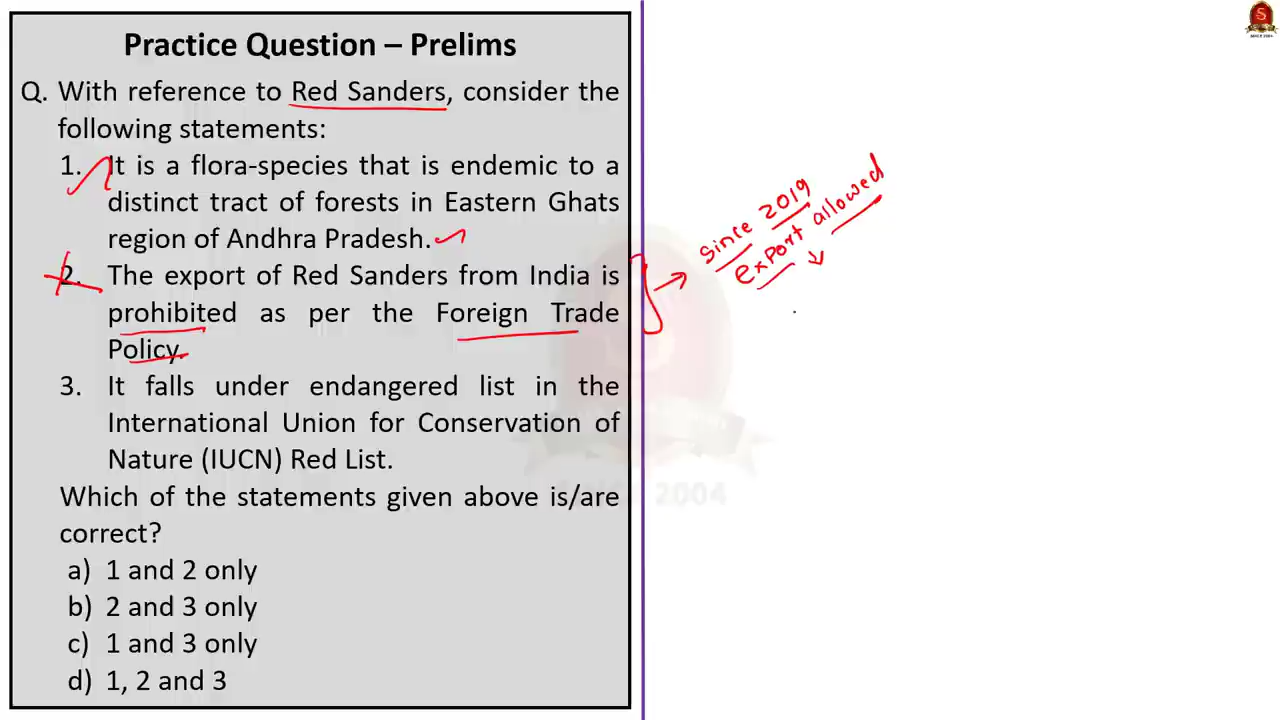 Practice Question – Prelims
Q. With reference to Red Sanders, consider the
following statements:
1. It is a flora-species that is endemic to a
distinct tract of forests in Eastern Ghats
region of Andhra Pradesh.
2. The export of Red Sanders from India is
prohibited as per the Foreign Trade
Policy.
3. It falls under endangered list in the
International Union for Conservation of
Nature (IUCN) Red List.
Which of the statements given above is/are
correct?
a) 1 and 2 only
b) 2 and 3 only
c) 1 and 3 only
d) 1, 2 and 3
since 2019
export allowed
S
SINCE 2004
SINCE 2004